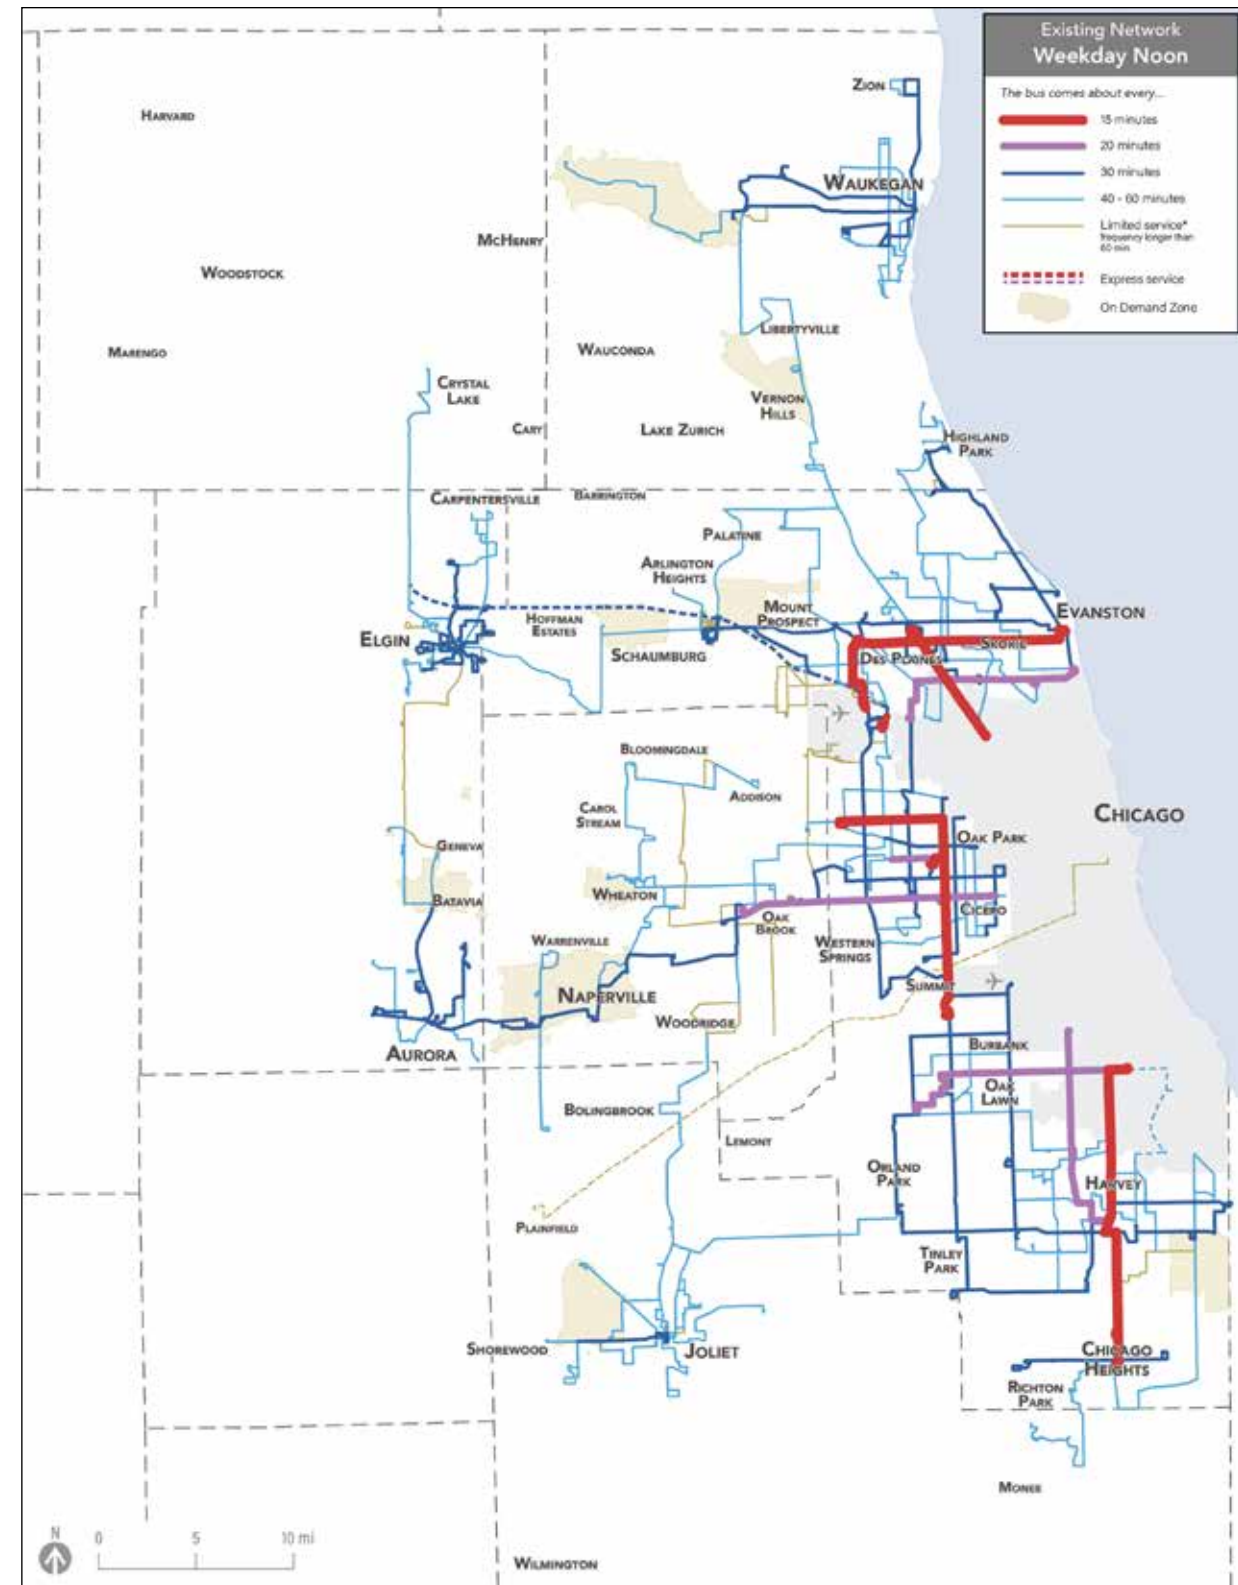 Existing Network
Weekday Noon
The bus comes about every...
15 minutes
20 minutes
30 minutes
40 - 60 minutes
Limited service*
frequency longer than
60 min
Express service
On Demand Zone
ZION
HARVARD
WAUKEGAN
MCHENRY
WOODSTOCK
LIBERTYVILLE
MARENGO
WAUCONDA
CRYSTAL
LAKE
VERNON
HILLS
CARY
LAKE ZURICH
HIGHLAND
PARK
CARPENTERSVILLE
BARRINGTON
PALATINE
ARLINGTON
HEIGHTS
MOUNT
PROSPECT
EVANSTON
HOFFMAN
ESTATES
ELGIN
SKOKIE
SCHAUMBURG
DES PLAINES
BLOOMINGDALE
ADDISON
CAROL
STREAM
CHICAGO
OAK PARK
GENEVA
WHEATON
BATAVIA
CICERO
OAK
BROOK
WARRENVILLE
WESTERN
SPRINGS
SUMMIT
NAPERVILLE
WOODRIDGE
BURBANK
AURORA
OAK
LAWN
BOLINGBROOK
LEMONT
ORLAND
PARK
HARVEY
PLAINFIELD
TINLEY
PARK
SHOREWOOD
JOLIET
CHICAGO
HEIGHTS
RICHTON
PARK
MONEE
N
0 5 10 mi
WILMINGTON